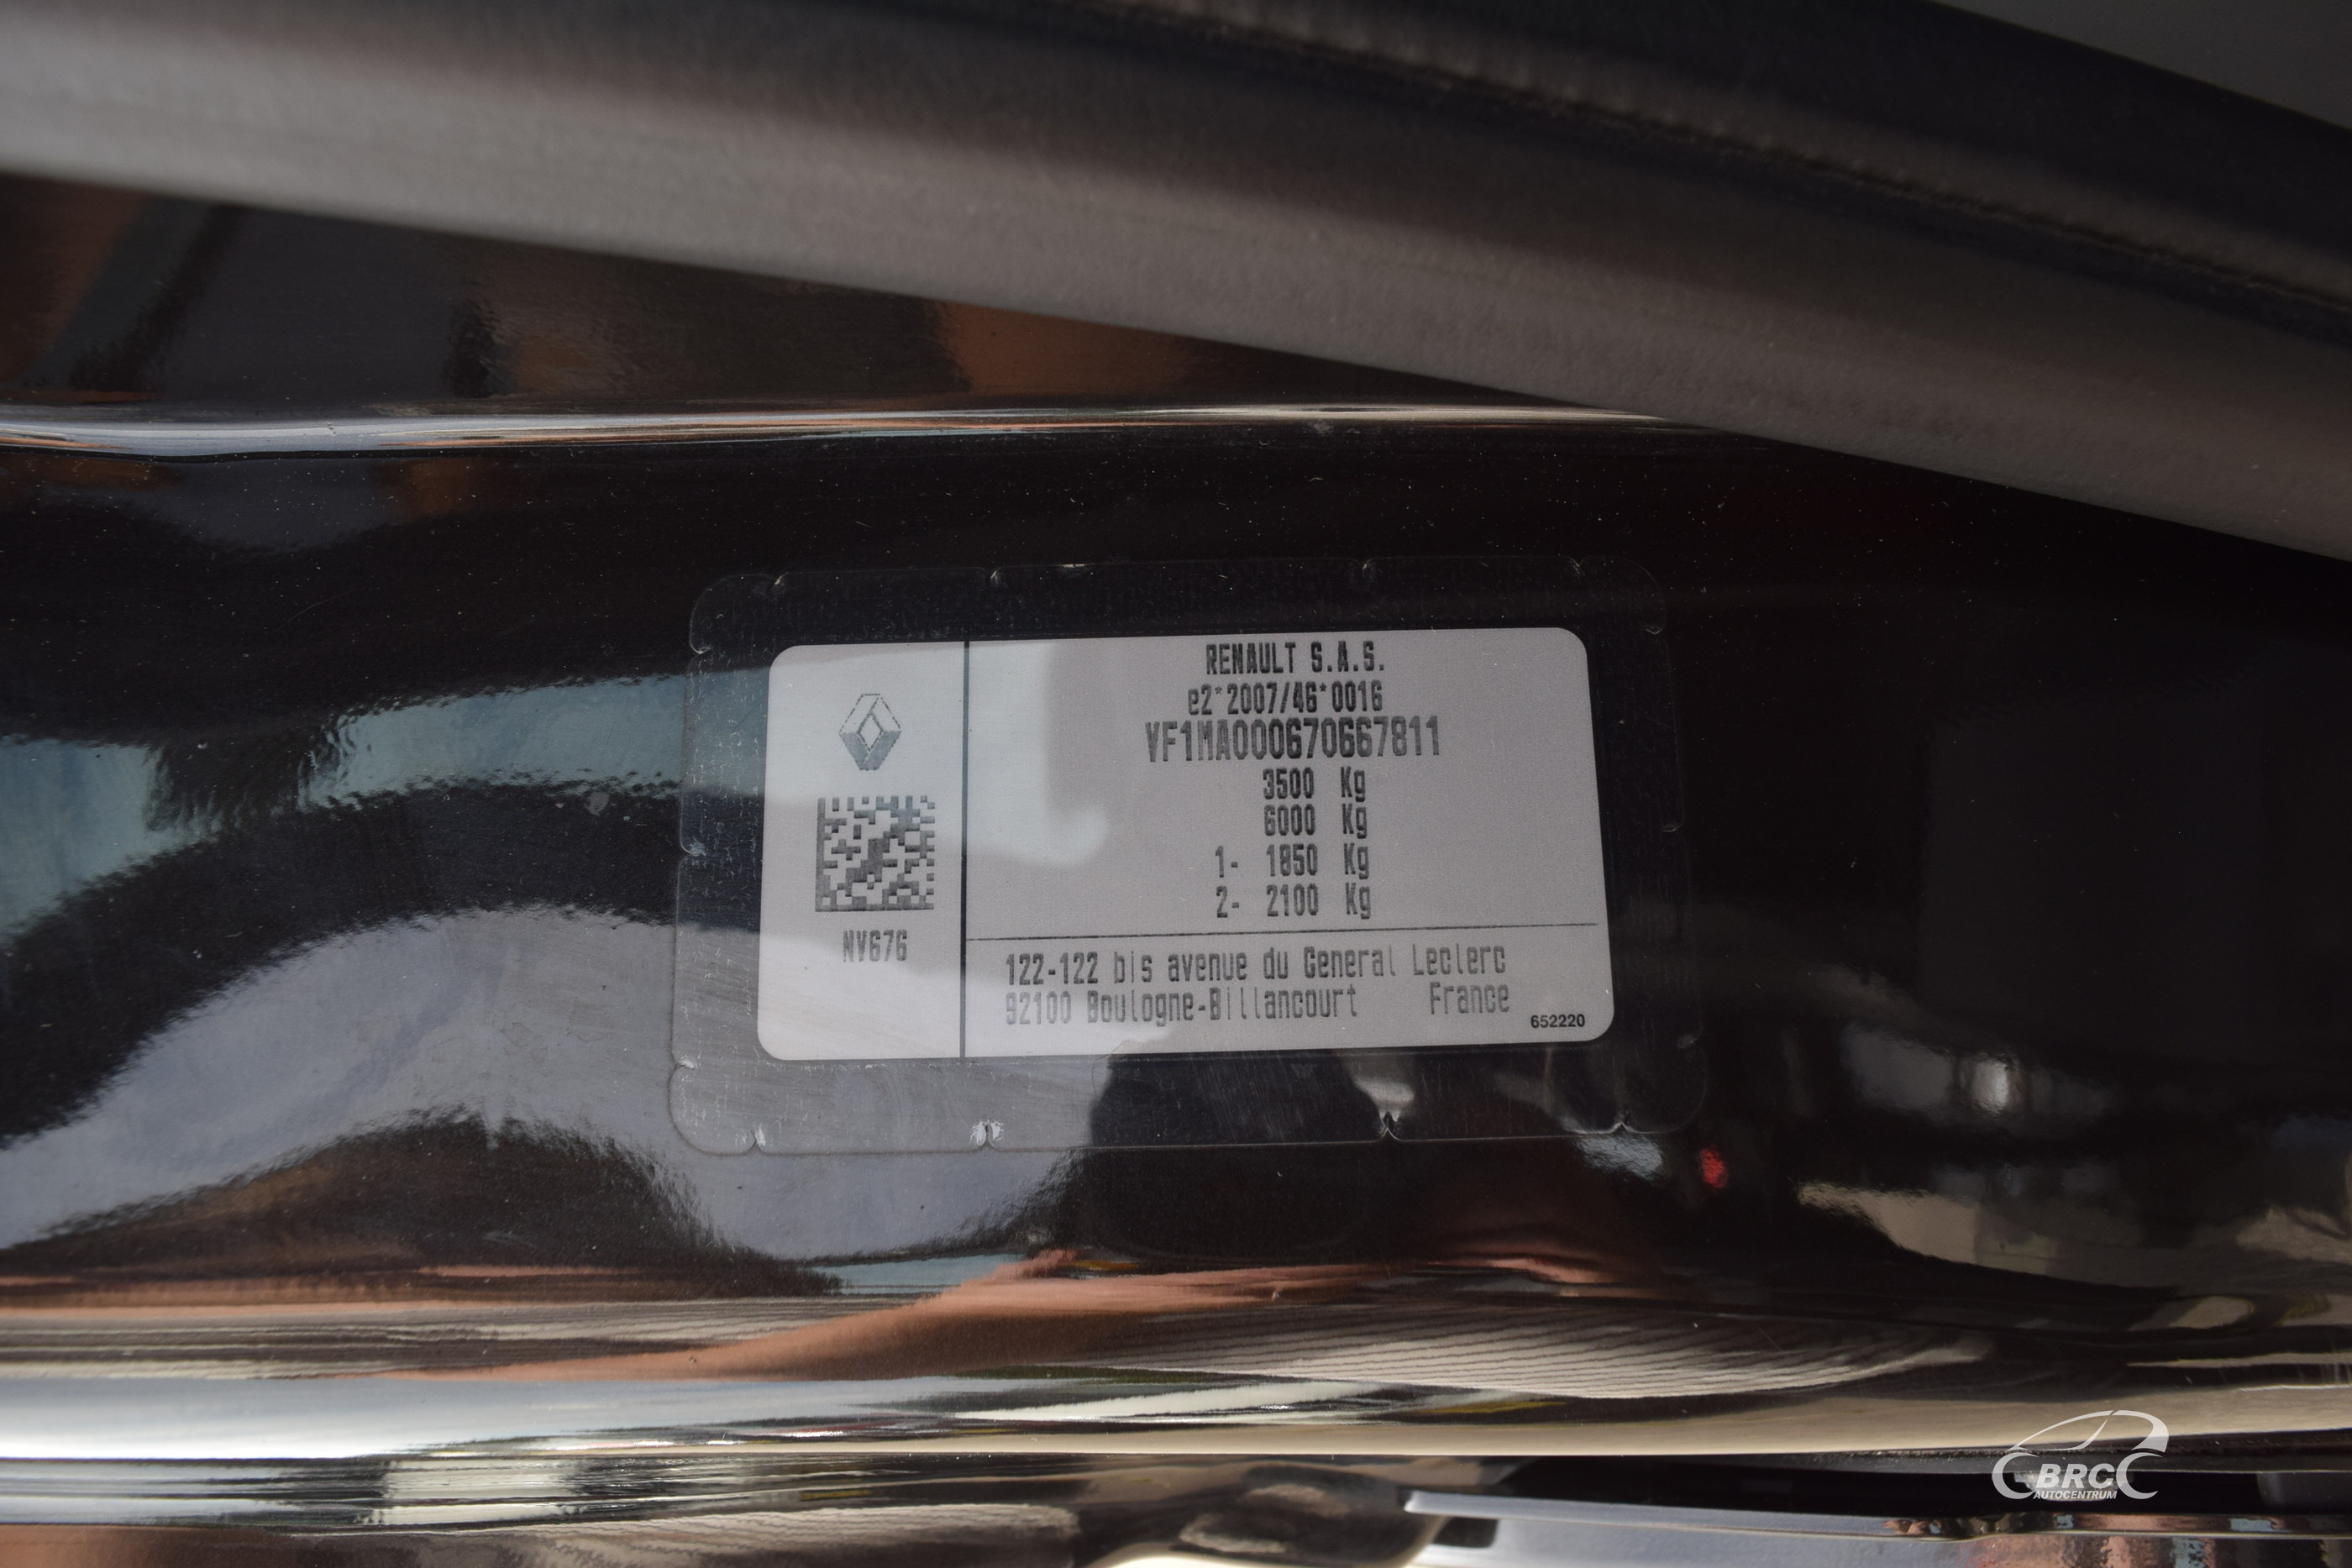 RENAULT S.A.S.
e2*2007/46*0016
VF1MA000670667811
3500 Kg
6000 Kg
1- 1850 Kg
2- 2100 Kg
NV676
122-122 bis avenue du General Leclerc
92100 Boulogne-Billancourt France
652220
BRC
AUTOCENTRUM